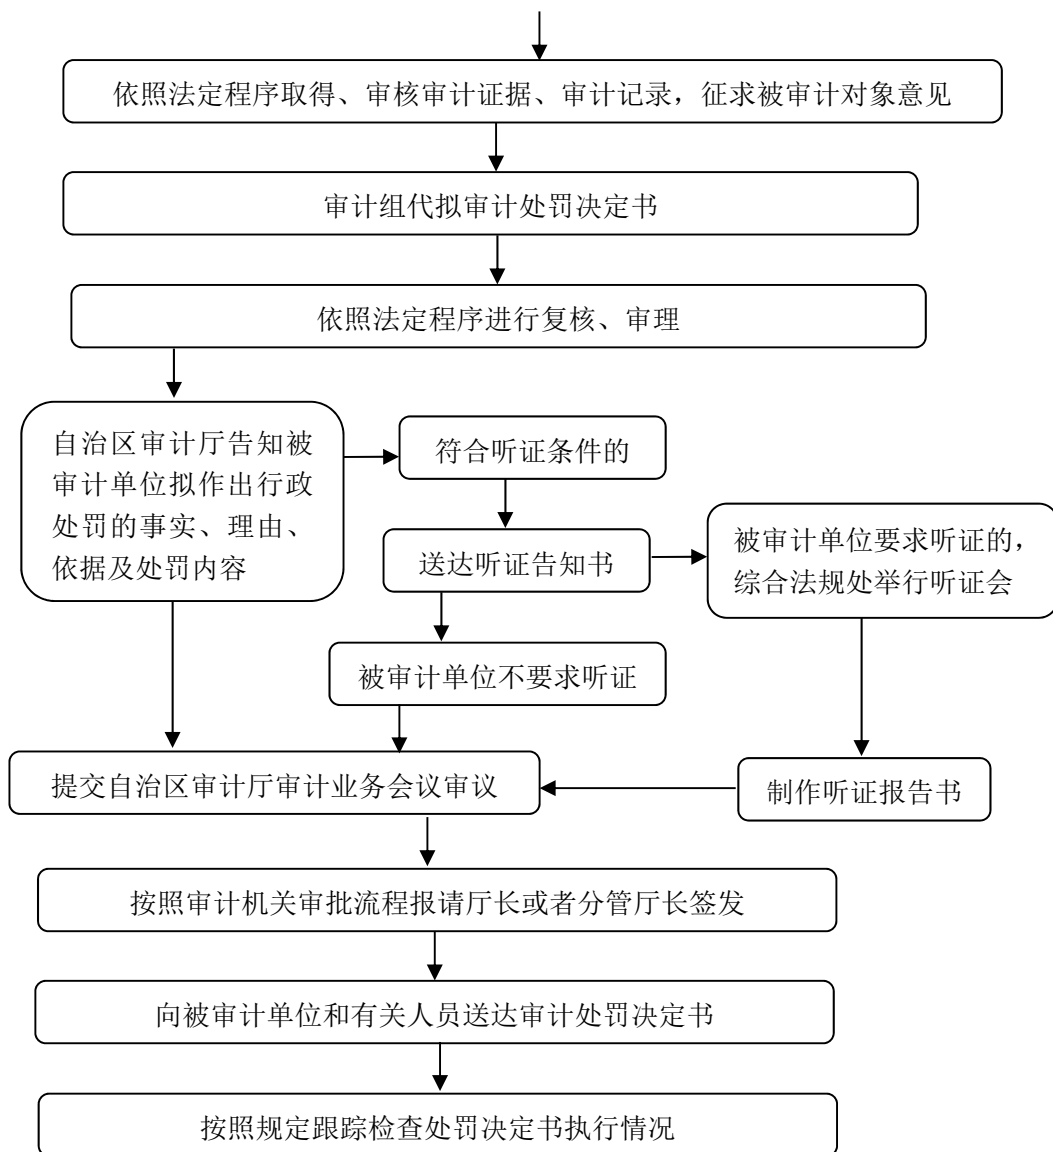 依照法定程序取得、审核审计证据、审计记录，征求被审计对象意见
审计组代拟审计处罚决定书
依照法定程序进行复核、审理
自治区审计厅告知被
审计单位拟作出行政
处罚的事实、理由、
依据及处罚内容
符合听证条件的
送达听证告知书
被审计单位要求听证的，
综合法规处举行听证会
被审计单位不要求听证
提交自治区审计厅审计业务会议审议
制作听证报告书
按照审计机关审批流程报请厅长或者分管厅长签发
向被审计单位和有关人员送达审计处罚决定书
按照规定跟踪检查处罚决定书执行情况